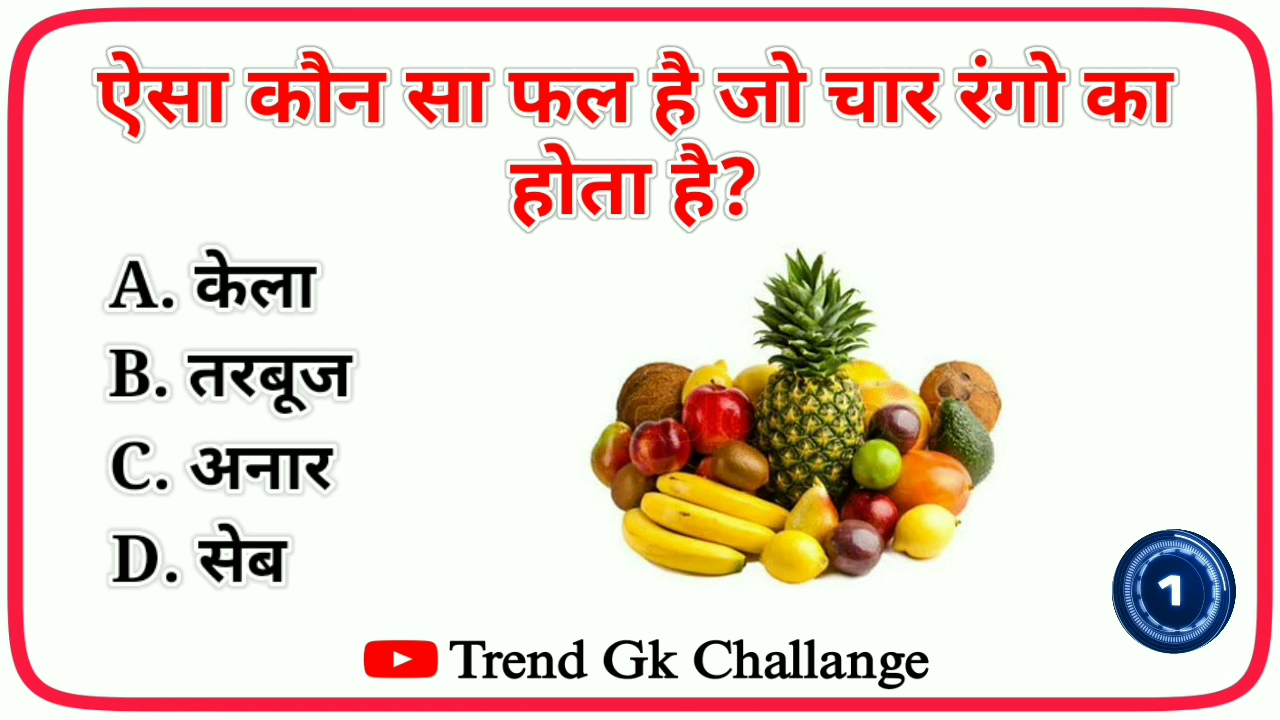 ऐसा कौन सा फल है जो चार रंगो का
होता है?
A. केला
B. तरबूज
C. अनार
D. सेब
1
Trend Gk Challange